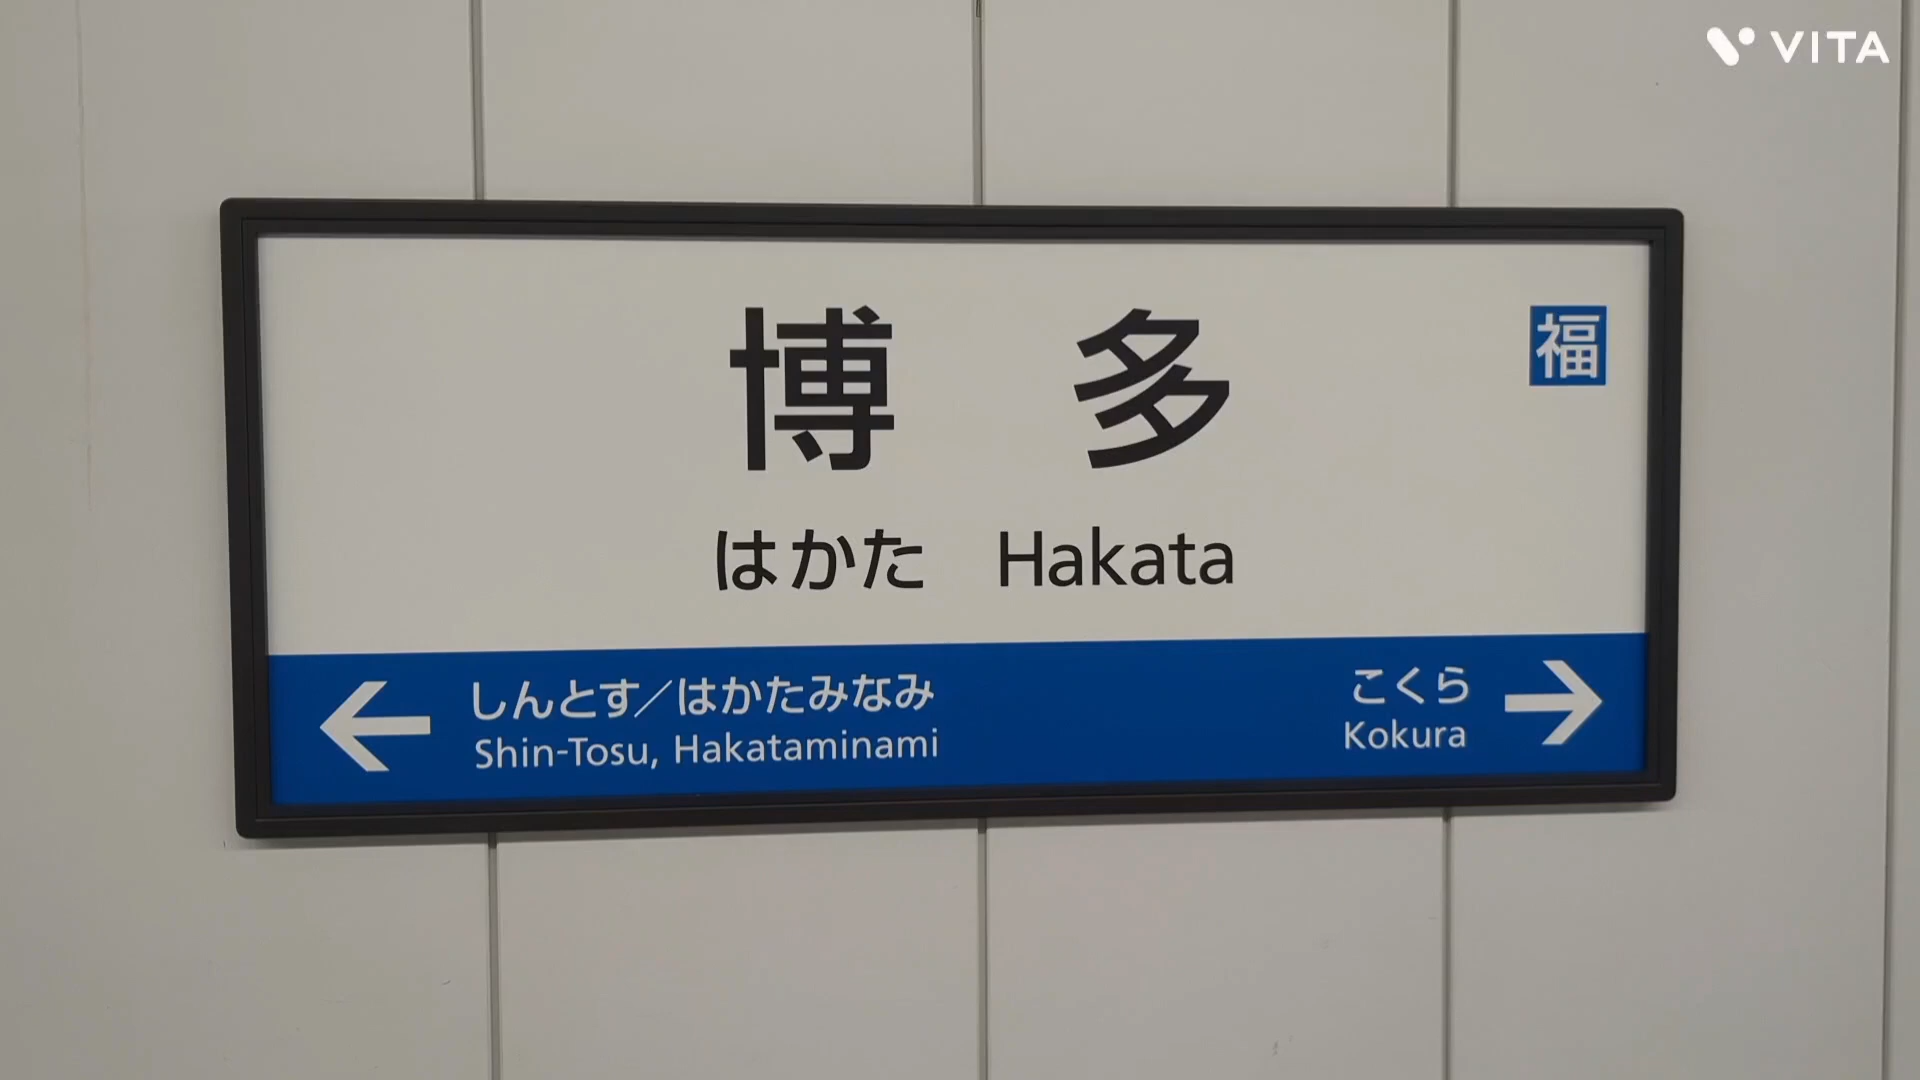 VITA
博多
福
はかた Hakata
しんとす／はかたみなみ
Shin-Tosu, Hakataminami
こくら
Kokura